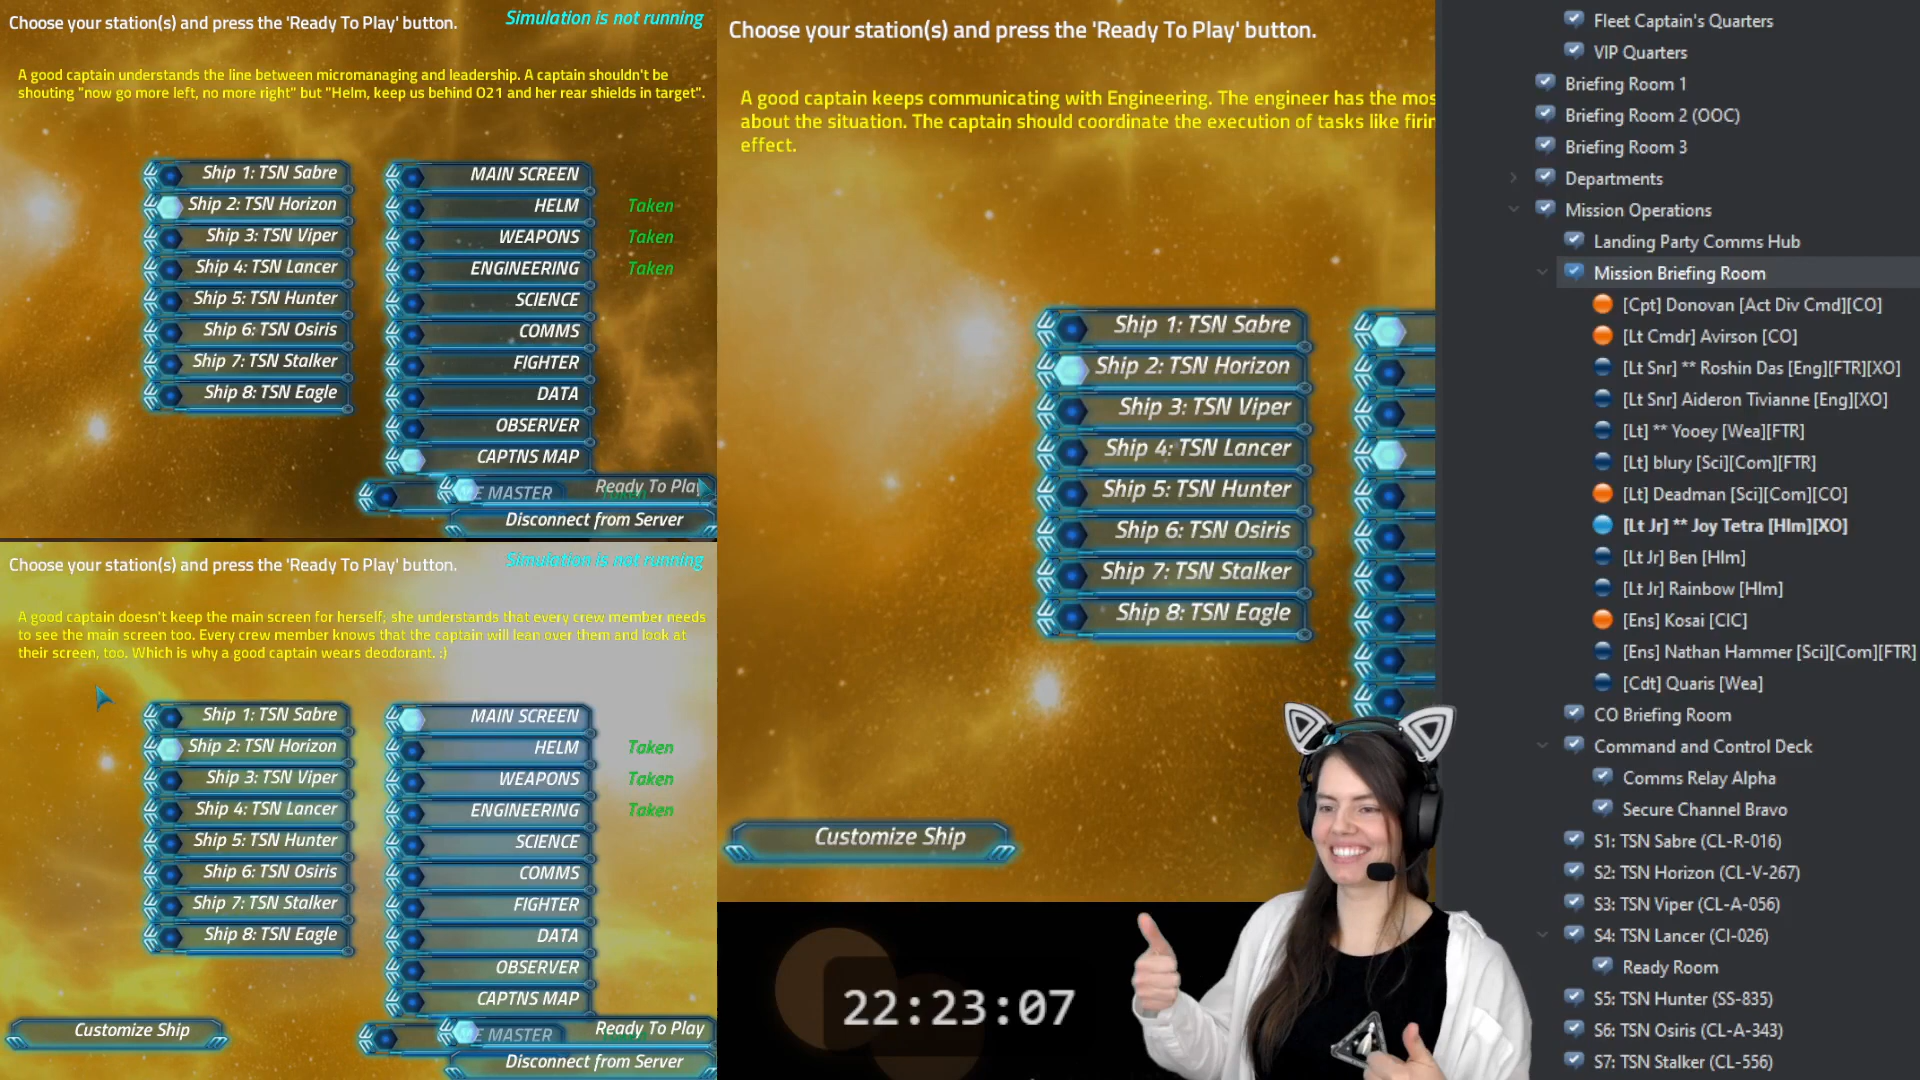 Choose your station(s) and press the 'Ready To Play' button.
Simulation is not running
A good captain understands the line between micromanaging and leadership. A captain shouldn't be
shouting "now go more left, no more right" but "Helm, keep us behind O21 and her rear shields in target".
Ship 1: TSN Sabre
Ship 2: TSN Horizon
Ship 3: TSN Viper
Ship 4: TSN Lancer
Ship 5: TSN Hunter
Ship 6: TSN Osiris
Ship 7: TSN Stalker
Ship 8: TSN Eagle
MAIN SCREEN
HELM Taken
WEAPONS Taken
ENGINEERING Taken
SCIENCE
COMMS
FIGHTER
DATA
OBSERVER
CAPTNS MAP
MASTER
Ready To Play
Disconnect from Server
Choose your station(s) and press the 'Ready To Play' button.
Simulation is not running
A good captain doesn't keep the main screen for herself; she understands that every crew member needs
to see the main screen too. Every crew member knows that the captain will lean over them and look at
their screen, too. Which is why a good captain wears deodorant. :)
Ship 1: TSN Sabre
Ship 2: TSN Horizon
Ship 3: TSN Viper
Ship 4: TSN Lancer
Ship 5: TSN Hunter
Ship 6: TSN Osiris
Ship 7: TSN Stalker
Ship 8: TSN Eagle
MAIN SCREEN
HELM Taken
WEAPONS Taken
ENGINEERING Taken
SCIENCE
COMMS
FIGHTER
DATA
OBSERVER
CAPTNS MAP
MASTER
Ready To Play
Customize Ship
Disconnect from Server
Choose your station(s) and press the 'Ready To Play' button.
A good captain keeps communicating with Engineering. The engineer has the mos
about the situation. The captain should coordinate the execution of tasks like firin
effect.
Ship 1: TSN Sabre
Ship 2: TSN Horizon
Ship 3: TSN Viper
Ship 4: TSN Lancer
Ship 5: TSN Hunter
Ship 6: TSN Osiris
Ship 7: TSN Stalker
Ship 8: TSN Eagle
Customize Ship
22:23:07
Fleet Captain's Quarters
VIP Quarters
Briefing Room 1
Briefing Room 2 (OOC)
Briefing Room 3
Departments
Mission Operations
Landing Party Comms Hub
Mission Briefing Room
[Cpt] Donovan [Act Div Cmd][CO]
[Lt Cmdr] Avirson [CO]
[Lt Snr] ** Roshin Das [Eng][FTR][XO]
[Lt Snr] Aideron Tivianne [Eng][XO]
[Lt] ** Yooey [Wea][FTR]
[Lt] blury [Sci][Com][FTR]
[Lt] Deadman [Sci][Com][CO]
[Lt Jr] ** Joy Tetra [Hlm][XO]
[Lt Jr] Ben [Hlm]
[Lt Jr] Rainbow [Hlm]
[Ens] Kosai [CIC]
[Ens] Nathan Hammer [Sci][Com][FTR]
[Cdt] Quaris [Wea]
CO Briefing Room
Command and Control Deck
Comms Relay Alpha
Secure Channel Bravo
S1: TSN Sabre (CL-R-016)
S2: TSN Horizon (CL-V-267)
S3: TSN Viper (CL-A-056)
S4: TSN Lancer (Cl-026)
Ready Room
S5: TSN Hunter (SS-835)
S6: TSN Osiris (CL-A-343)
S7: TSN Stalker (CL-556)